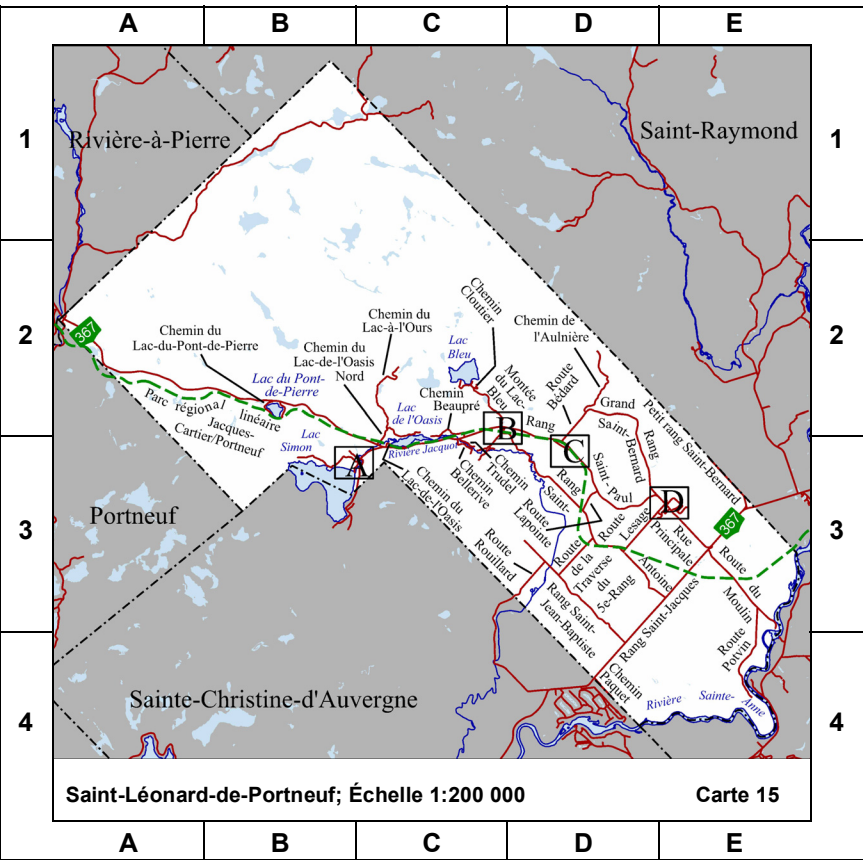 A B C D E
1 1
Rivière-à-Pierre
Saint-Raymond
2 2
367
Chemin du
Lac-du-Pont-de-Pierre
Chemin du
Lac-à-l'Ours
Chemin
Cloutier
Chemin de
l'Aulnière
Chemin du
Lac-de-l'Oasis
Nord
Lac
Bleu
Lac du Pont-
de-Pierre
Montée
du Lac-
Bleu
Route
Bédard
Chemin
Beaupré
Parc régional linéaire
Jacques-
Cartier/Portneuf
Lac
de l'Oasis
Rang
Grand
Saint-Bernard
Rang
Petit rang Saint-Bernard
Lac
Simon
Rivière Jacquot
A
B
C
D
3 3
Portneuf
Chemin du
Lac-de-l'Oasis
Chemin
Bellerive
Chemin
Trudel
Rang
Saint-Paul
Rang
Saint-
Antoine
Route
Lapointe
Route
Lesage
Rue
Principale
367
Route
Rouillard
Route
de la
Traverse
du
5e-Rang
Route
du
Moulin
Rang Saint-
Jean-Baptiste
Rang Saint-Jacques
Route
Potvin
Chemin
Paquet
4 4
Sainte-Christine-d'Auvergne
Rivière Sainte-Anne
Saint-Léonard-de-Portneuf; Échelle 1:200 000 Carte 15
A B C D E